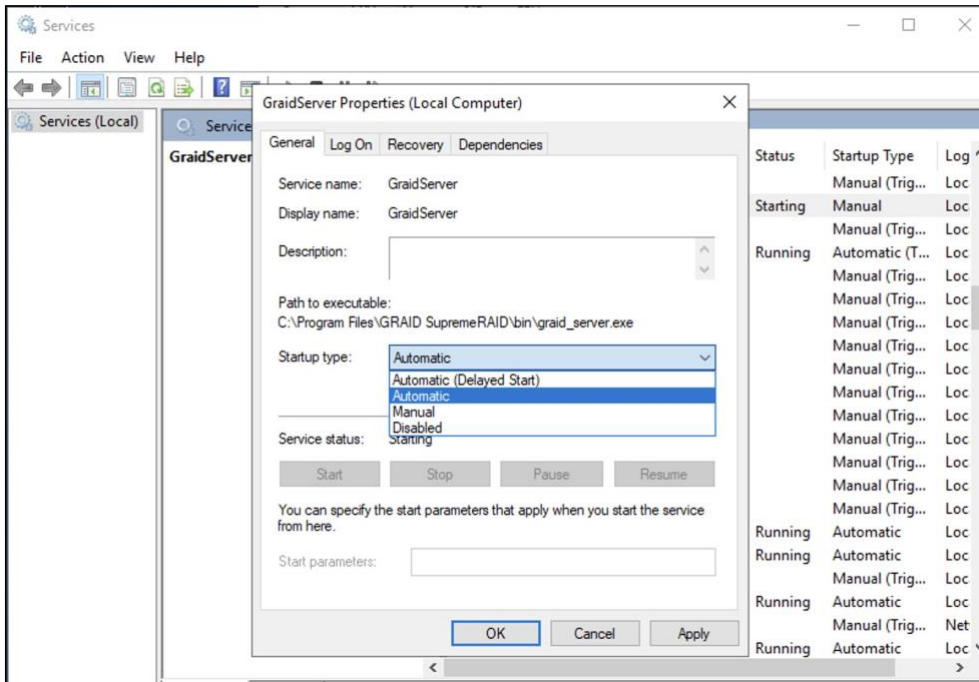 Services
File Action View Help
Services (Local)
Service
GraidServer
GraidServer Properties (Local Computer)
General Log On Recovery Dependencies
Service name: GraidServer
Display name: GraidServer
Description:
Path to executable:
C:\Program Files\GRAID SupremeRAID\bin\graid_server.exe
Startup type: Automatic
Automatic (Delayed Start)
Automatic
Manual
Disabled
Service status: Starting
Start Stop Pause Resume
You can specify the start parameters that apply when you start the service
from here.
Start parameters:
OK Cancel Apply
Status Startup Type Log
Manual (Trig... Loc
Starting Manual Loc
Manual (Trig... Loc
Running Automatic (T... Loc
Manual (Trig... Loc
Manual (Trig... Loc
Manual (Trig... Loc
Manual (Trig... Loc
Manual (Trig... Loc
Manual (Trig... Loc
Manual (Trig... Loc
Manual (Trig... Loc
Manual (Trig... Loc
Manual (Trig... Loc
Manual (Trig... Loc
Running Automatic Loc
Running Automatic Loc
Manual (Trig... Loc
Running Automatic Loc
Manual (Trig... Net
Running Automatic Loc